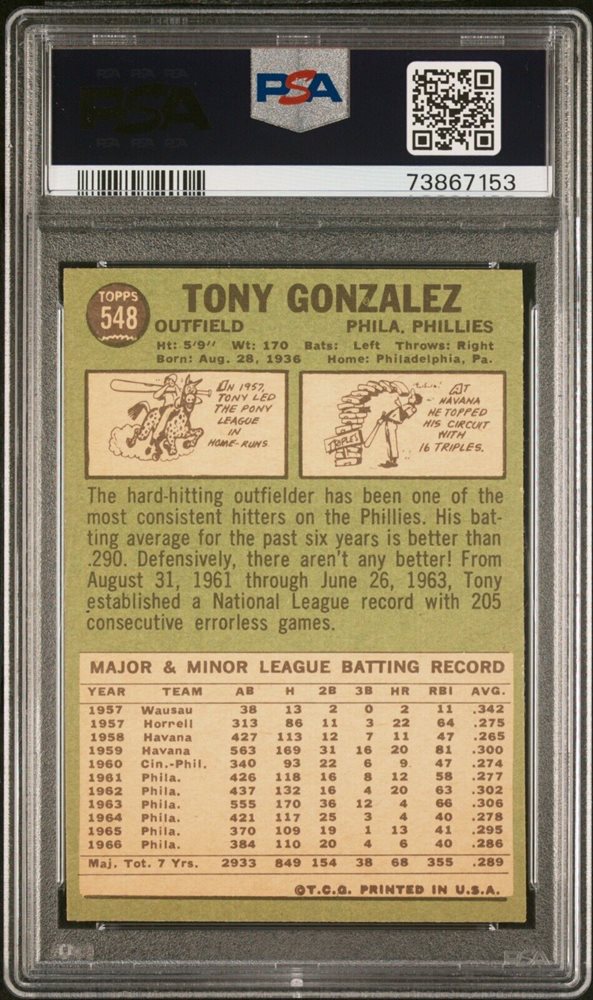 PSA
PSA
73867153
TOPPS
548
TONY GONZALEZ
OUTFIELD PHILA. PHILLIES
Ht: 5'9" Wt: 170 Bats: Left Throws: Right
Born: Aug. 28, 1936 Home: Philadelphia, Pa.
IN 1957,
TONY LED
THE PONY
LEAGUE
IN
HOME-RUNS
TRIPLES
AT
HAVANA
HE TOPPED
HIS CIRCUIT
WITH
16 TRIPLES.
The hard-hitting outfielder has been one of the
most consistent hitters on the Phillies. His bat-
ting average for the past six years is better than
.290. Defensively, there aren't any better! From
August 31, 1961 through June 26, 1963, Tony
established a National League record with 205
consecutive errorless games.
MAJOR & MINOR LEAGUE BATTING RECORD
YEAR TEAM AB H 2B 3B HR RBI AVG.
1957 Wausau 38 13 2 0 2 11 .342
1957 Hornell 313 86 11 3 22 64 .275
1958 Havana 427 113 12 7 11 47 .265
1959 Havana 563 169 31 16 20 81 .300
1960 Cin.-Phil. 340 93 22 6 9 47 .274
1961 Phila. 426 118 16 8 12 58 .277
1962 Phila. 437 132 16 4 20 63 .302
1963 Phila. 555 170 36 12 4 66 .306
1964 Phila. 421 117 25 3 4 40 .278
1965 Phila. 370 109 19 1 13 41 .295
1966 Phila. 384 110 20 4 6 40 .286
Maj. Tot. 7 Yrs. 2933 849 154 38 68 355 .289
©T.C.G. PRINTED IN U.S.A.
PSA